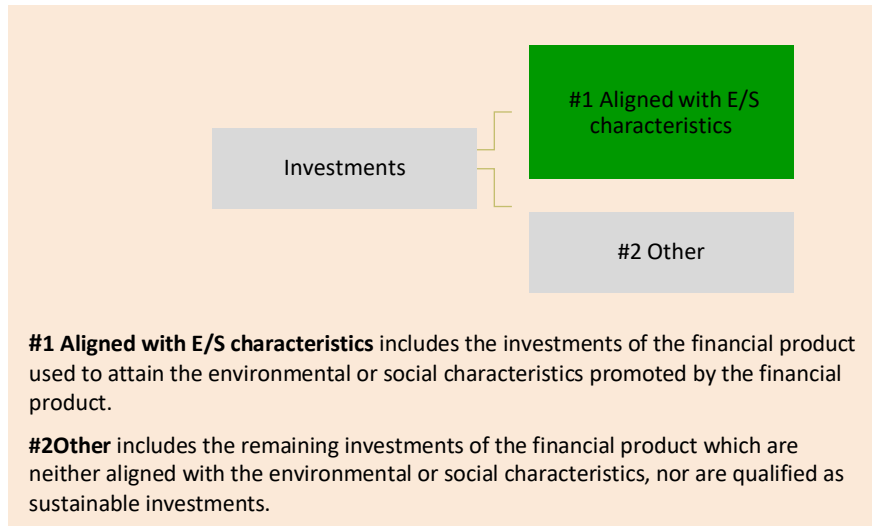 #1 Aligned with E/S
characteristics
Investments
#2 Other
#1 Aligned with E/S characteristics includes the investments of the financial product
used to attain the environmental or social characteristics promoted by the financial
product.
#2Other includes the remaining investments of the financial product which are
neither aligned with the environmental or social characteristics, nor are qualified as
sustainable investments.